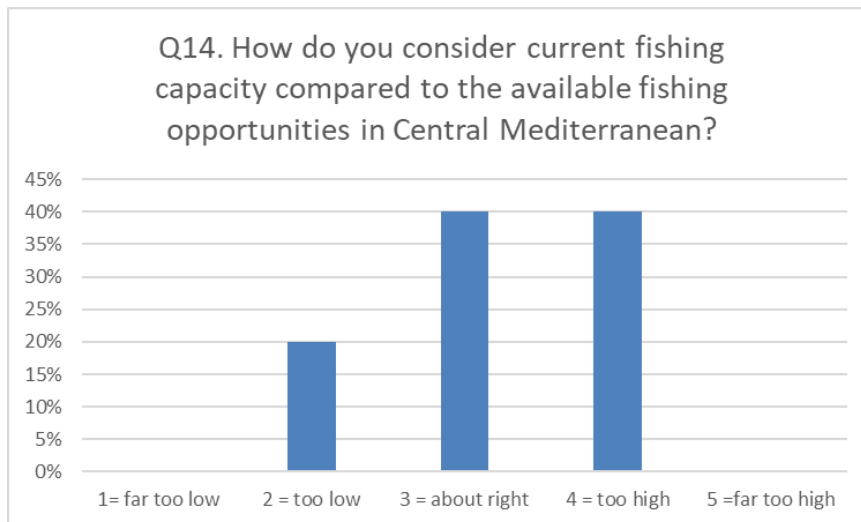 Q14. How do you consider current fishing
capacity compared to the available fishing
opportunities in Central Mediterranean?
45%
40%
35%
30%
25%
20%
15%
10%
5%
0%
1= far too low 2 = too low 3 = about right 4 = too high 5 =far too high